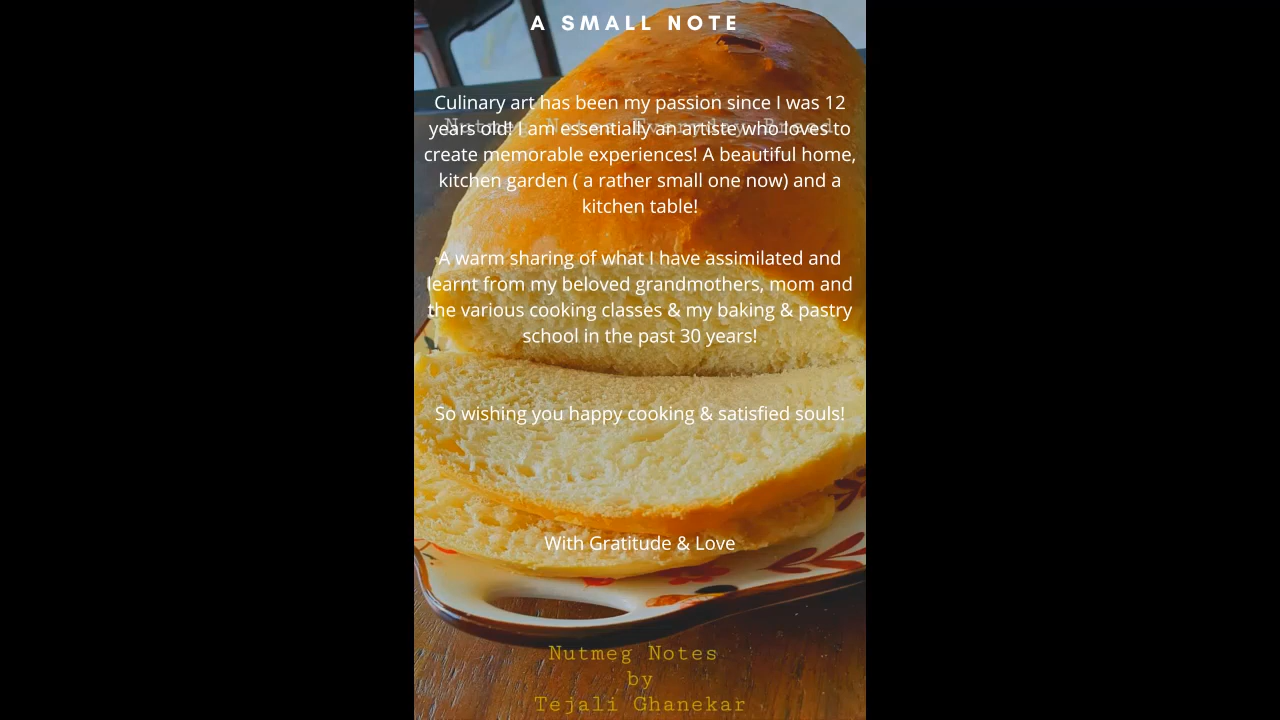 A SMALL NOTE
Culinary art has been my passion since I was 12
Nutmeg Notes Everyday Bread
years old! I am essentially an artiste who loves to
create memorable experiences! A beautiful home,
kitchen garden ( a rather small one now) and a
kitchen table!
A warm sharing of what I have assimilated and
learnt from my beloved grandmothers, mom and
the various cooking classes & my baking & pastry
school in the past 30 years!
So wishing you happy cooking & satisfied souls!
With Gratitude & Love
Nutmeg Notes
by
Tejali Ghanekar